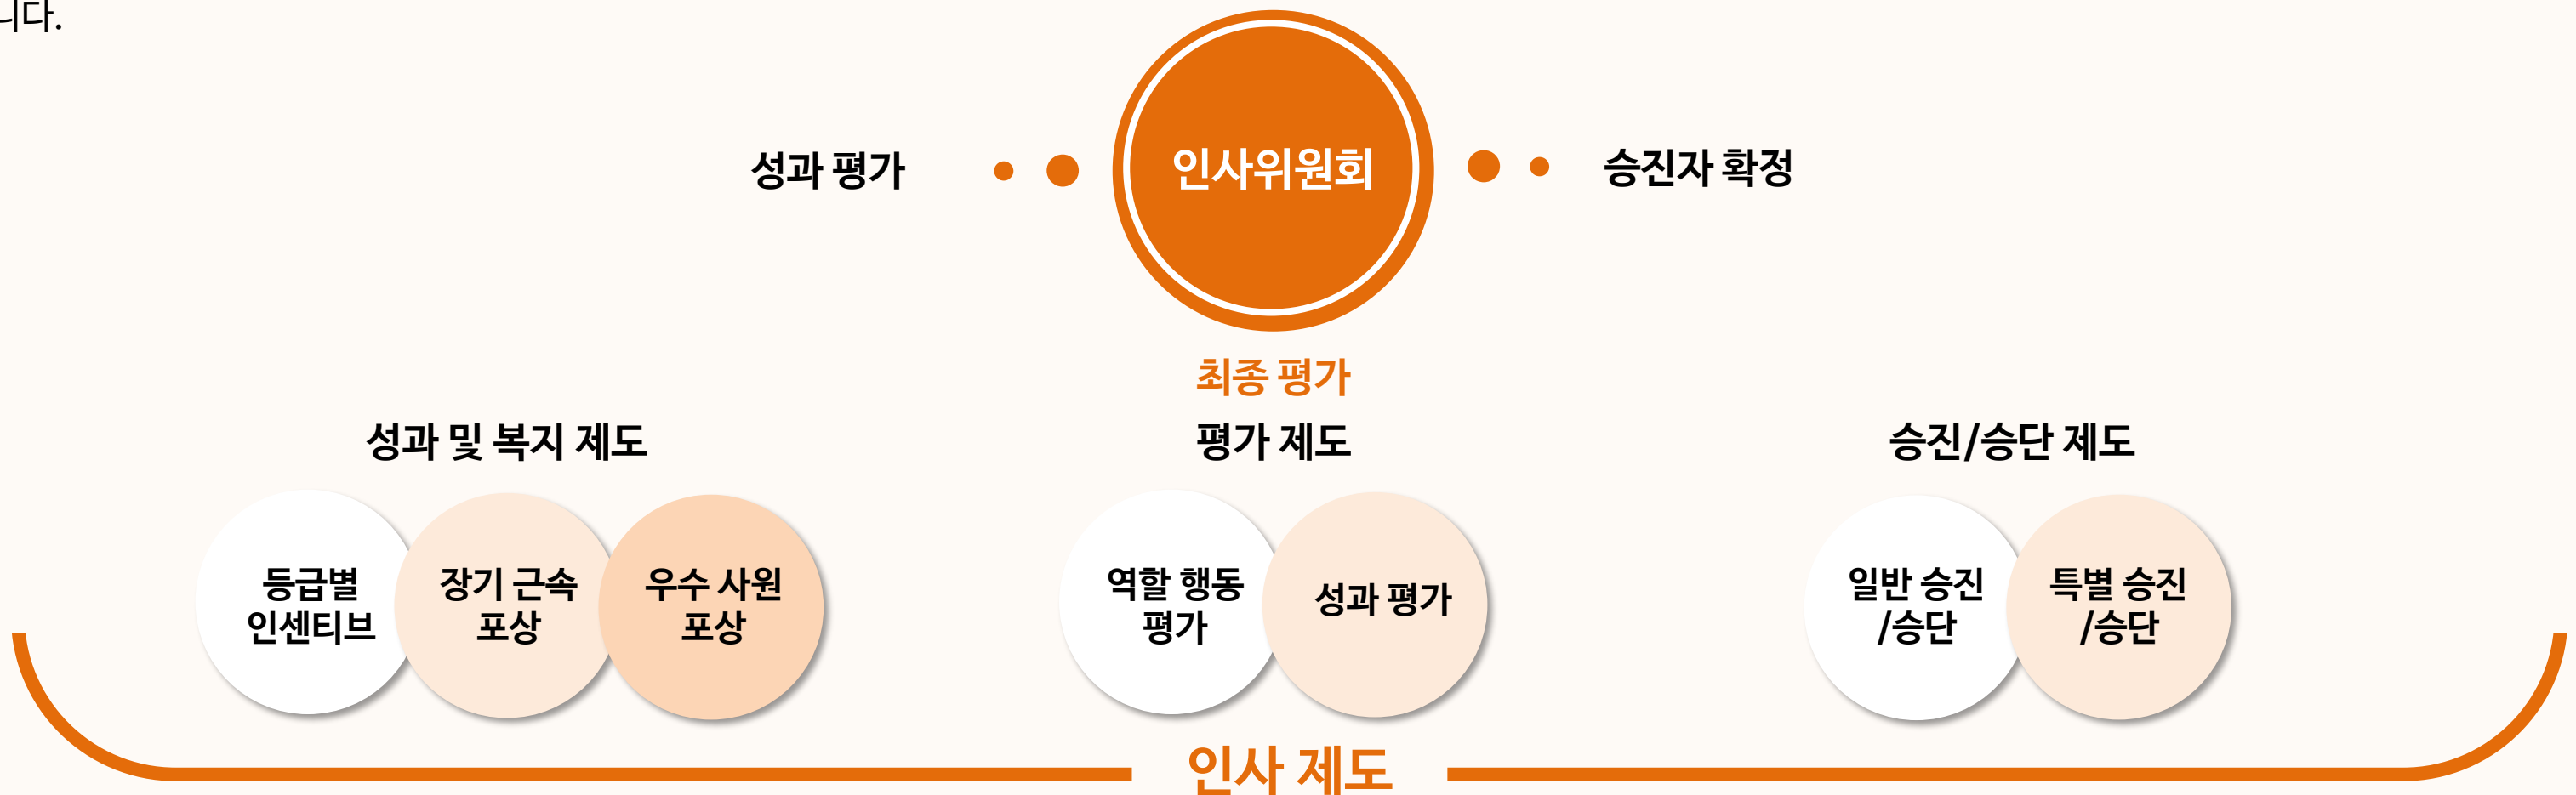 니다.
성과 평가
인사위원회
승진자 확정
최종 평가
성과 및 복지 제도
평가 제도
승진/승단 제도
등급별
인센티브
장기 근속
포상
우수 사원
포상
역할 행동
평가
성과 평가
일반 승진
/승단
특별 승진
/승단
인사 제도